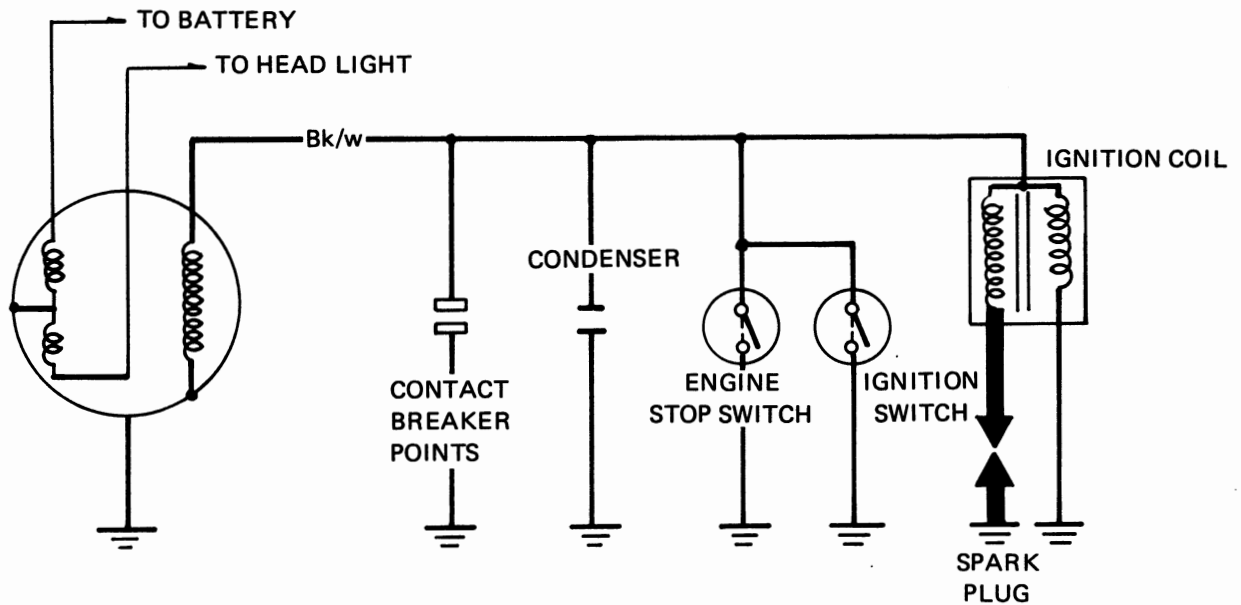 TO BATTERY
TO HEAD LIGHT
Bk/w
IGNITION COIL
CONDENSER
CONTACT
BREAKER
POINTS
ENGINE
STOP SWITCH
IGNITION
SWITCH
SPARK
PLUG